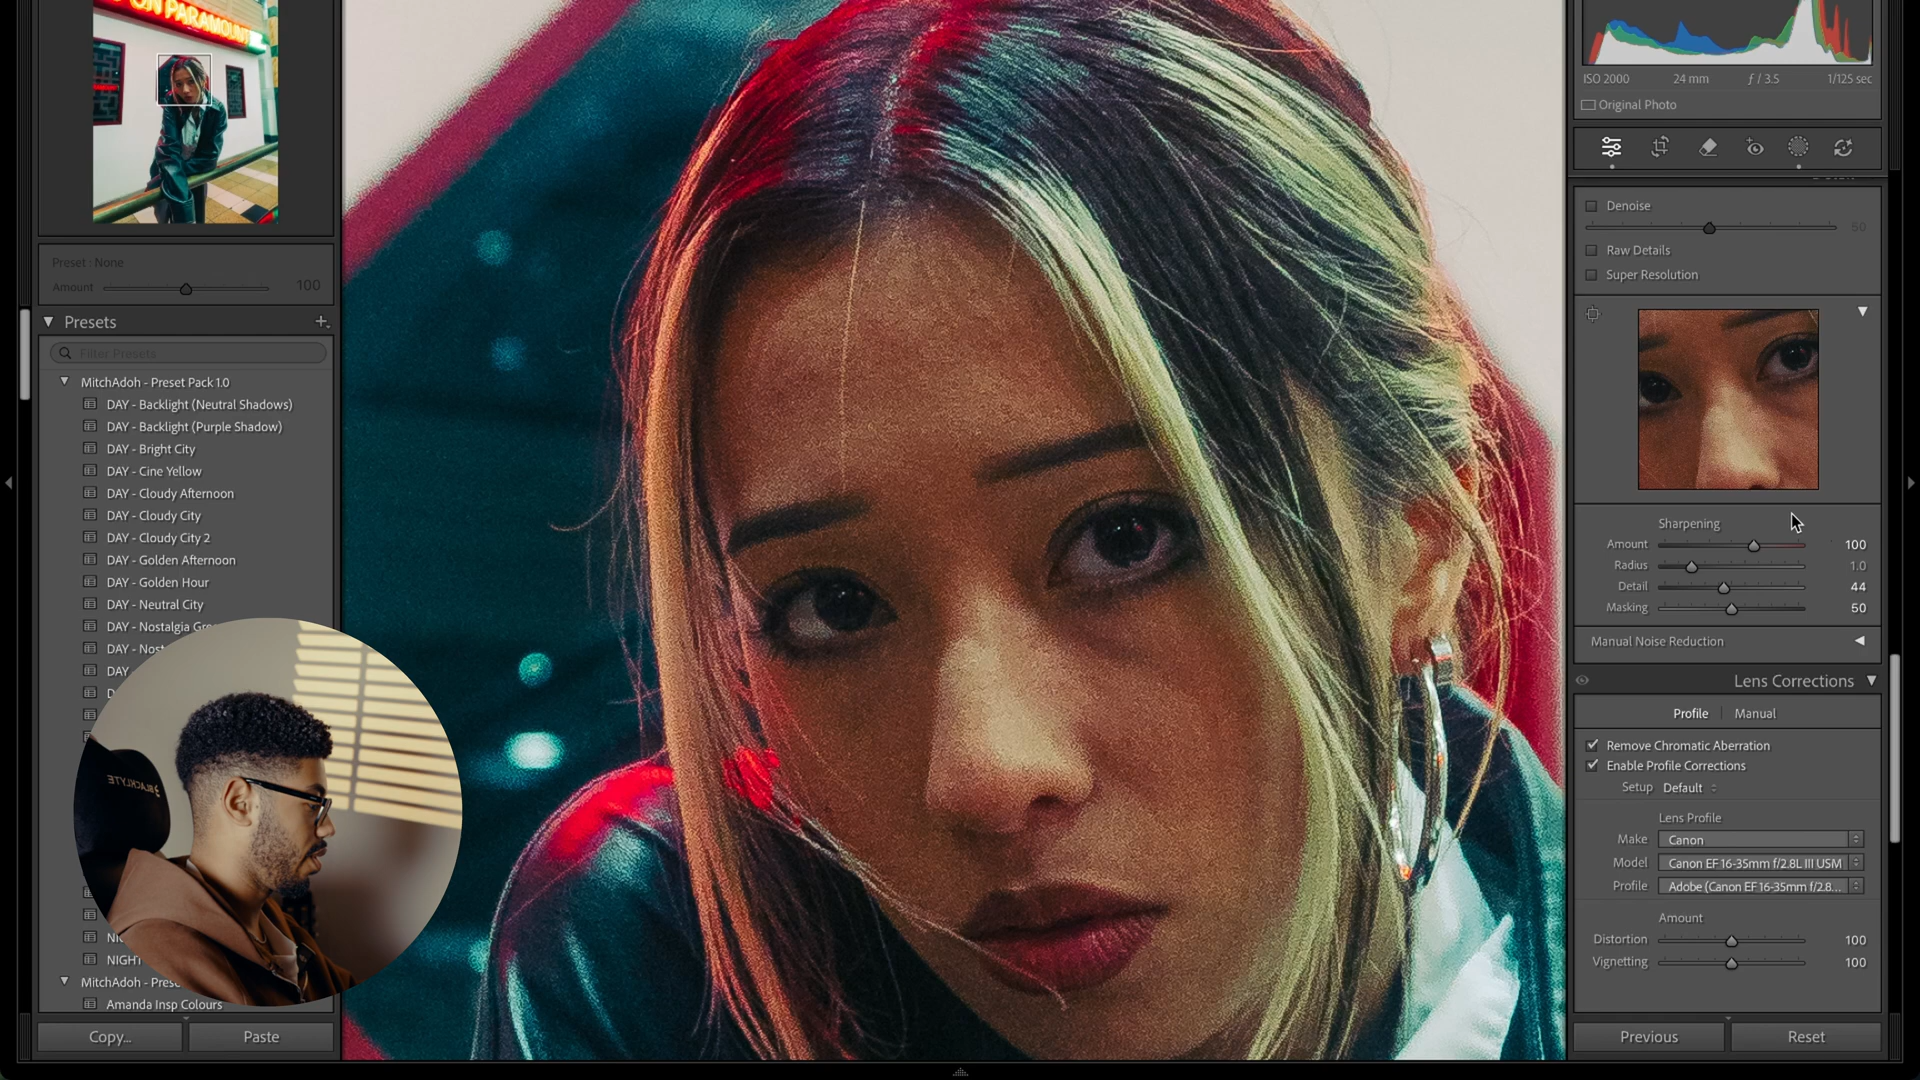 ON PARAMOUNT
Preset : None
Amount 100
Presets
Filter Presets
MitchAdoh - Preset Pack 1.0
DAY - Backlight (Neutral Shadows)
DAY - Backlight (Purple Shadow)
DAY - Bright City
DAY - Cine Yellow
DAY - Cloudy Afternoon
DAY - Cloudy City
DAY - Cloudy City 2
DAY - Golden Afternoon
DAY - Golden Hour
DAY - Neutral City
DAY - Nostalgia
DAY -
DAY
BLACKLYTE
NIGHT
MitchAdoh -
Amanda Insp Colours
Copy...
Paste
ISO 2000 24 mm ƒ / 3.5 1/125 sec
Original Photo
Denoise
50
Raw Details
Super Resolution
Sharpening
Amount 100
Radius 1.0
Detail 44
Masking 50
Manual Noise Reduction
Lens Corrections
Profile | Manual
Remove Chromatic Aberration
Enable Profile Corrections
Setup Default
Lens Profile
Make Canon
Model Canon EF 16-35mm f/2.8L III USM
Profile Adobe (Canon EF 16-35mm f/2.8...
Amount
Distortion 100
Vignetting 100
Previous
Reset